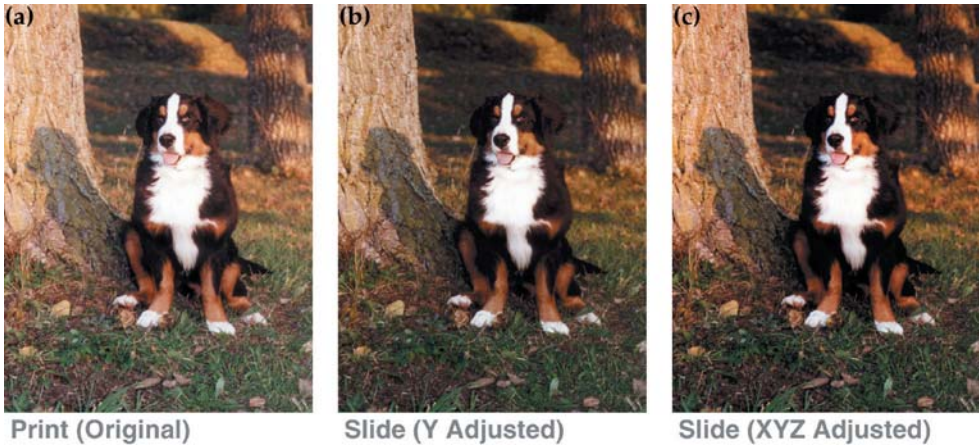 (a)
(b)
(c)
Print (Original)
Slide (Y Adjusted)
Slide (XYZ Adjusted)